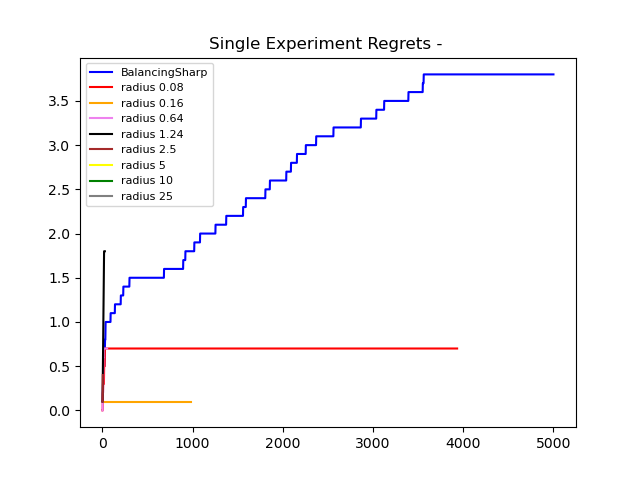 Single Experiment Regrets -
BalancingSharp
radius 0.08
radius 0.16
radius 0.64
radius 1.24
radius 2.5
radius 5
radius 10
radius 25
3.5
3.0
2.5
2.0
1.5
1.0
0.5
0.0
0 1000 2000 3000 4000 5000